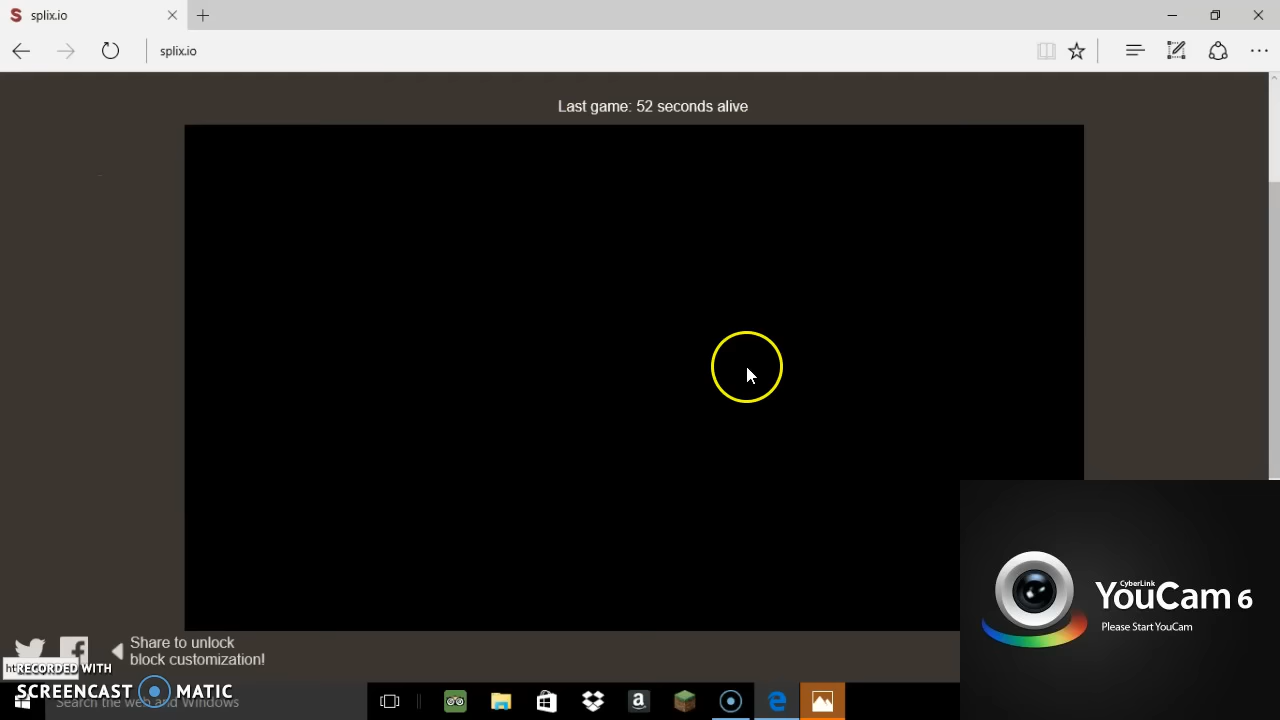 splix.io
splix.io
Last game: 52 seconds alive
Share to unlock
block customization!
RECORDED WITH
SCREENCAST MATIC
Search the web and Windows
CyberLink
YouCam 6
Please Start YouCam